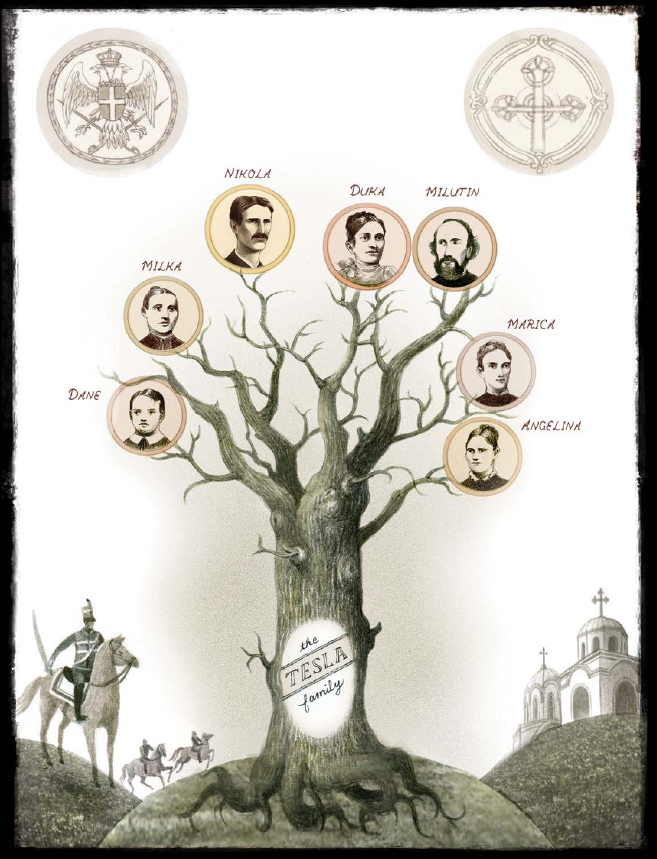 NIKOLA
DUKA
MILUTIN
MILKA
MARICA
DANE
ANGELINA
the
TESLA
family